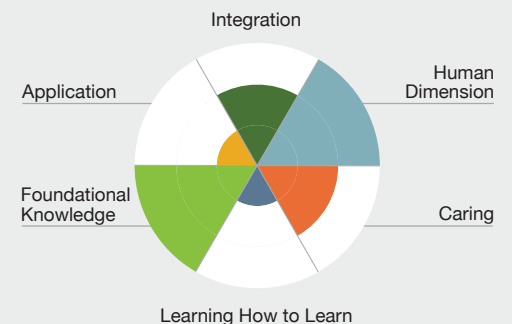 Integration
Human
Dimension
Application
Foundational
Knowledge
Caring
Learning How to Learn